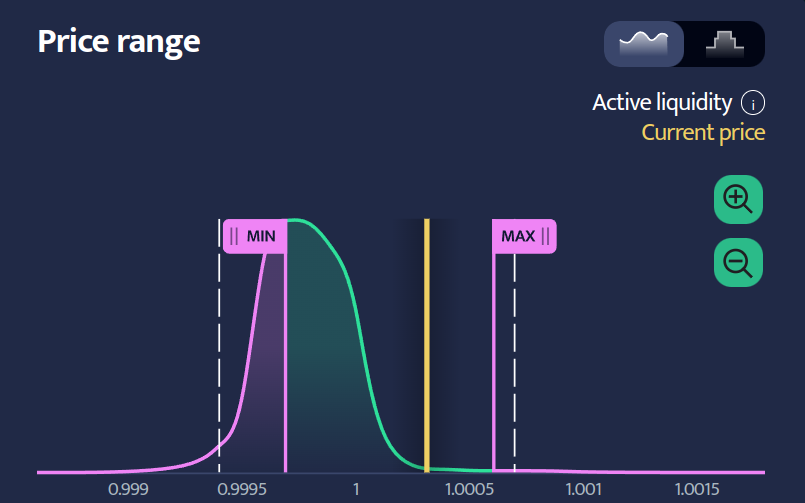 Price range
Active liquidity i
Current price
MIN
MAX
0.999 0.9995 1 1.0005 1.001 1.0015